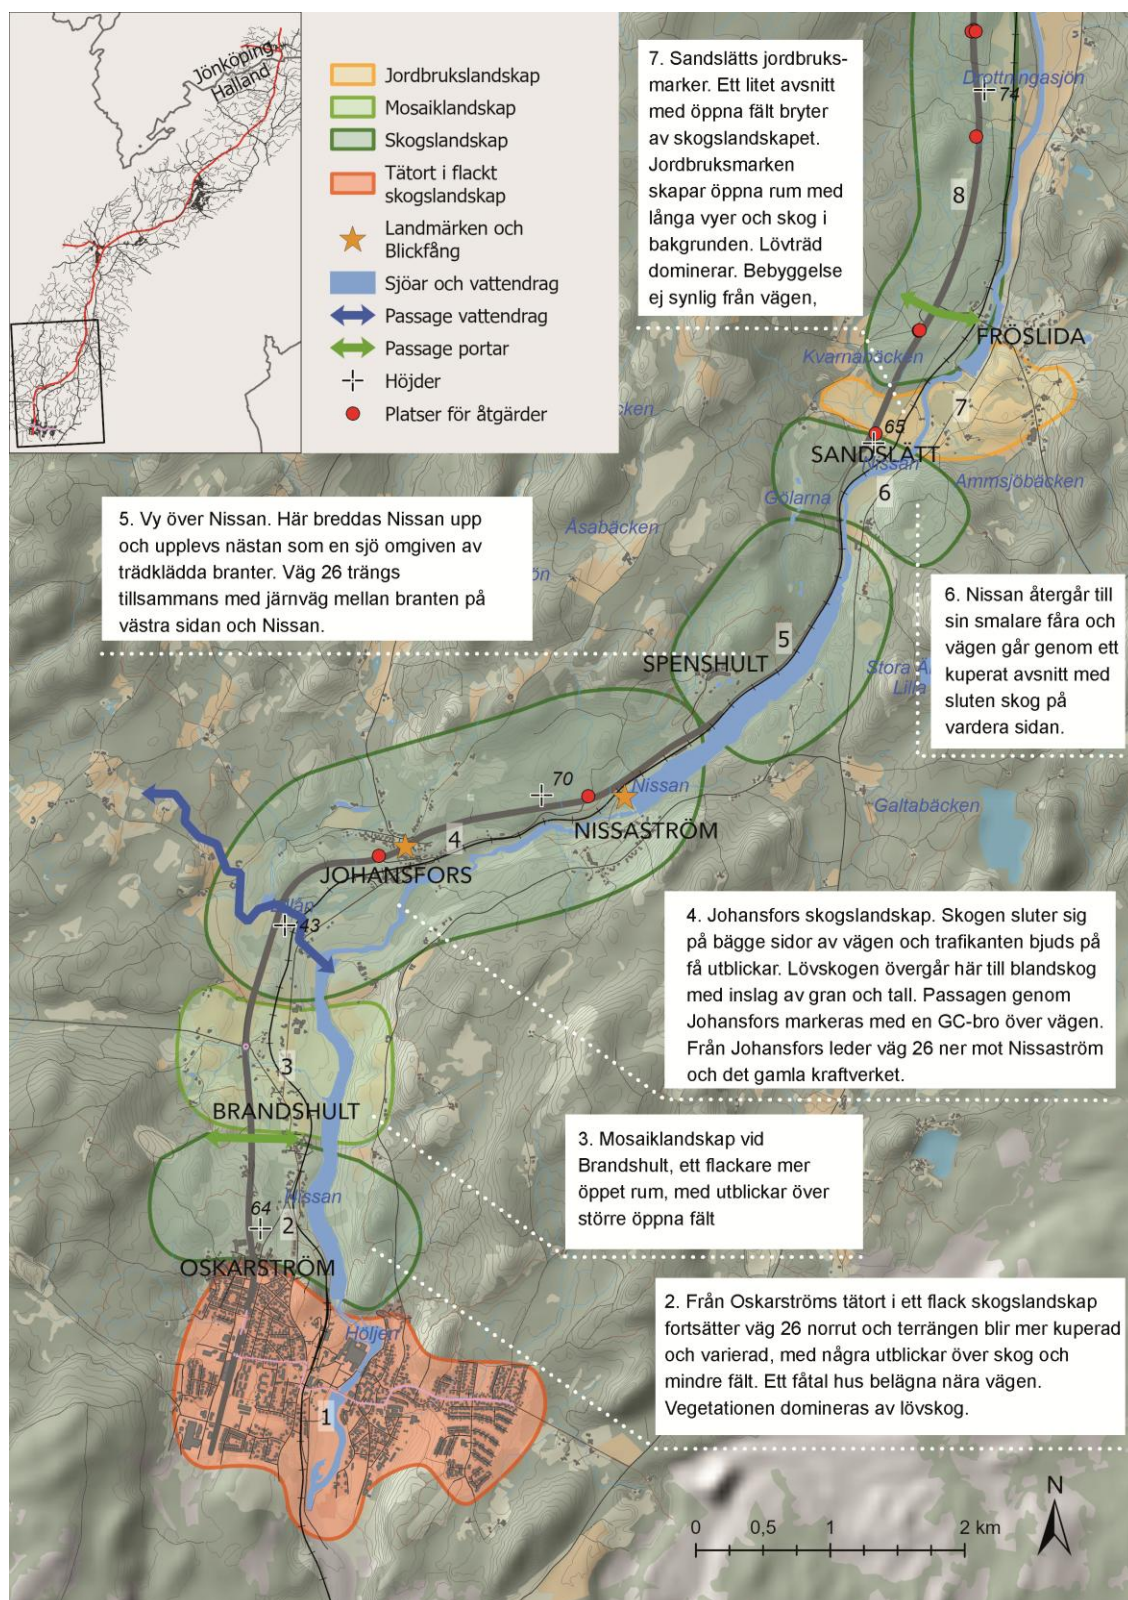 Jönköping
Halland
Jordbrukslandskap
Mosaiklandskap
Skogslandskap
Tätort i flackt
skogslandskap
Landmärken och
Blickfång
Sjöar och vattendrag
Passage vattendrag
Passage portar
Höjder
Platser för åtgärder
7. Sandslätts jordbruks-
marker. Ett litet avsnitt
med öppna fält bryter
av skogslandskapet.
Jordbruksmarken
skapar öppna rum med
långa vyer och skog i
bakgrunden. Lövträd
dominerar. Bebyggelse
ej synlig från vägen,
Drottningasjön
74
8
FRÖSLIDA
Kvarnabäcken
7
65
SANDSLÄTT
Nissan
6
Ammsjöbäcken
Gölarna
Åsabäcken
5. Vy över Nissan. Här breddas Nissan upp
och upplevs nästan som en sjö omgiven av
trädklädda branter. Väg 26 trängs
tillsammans med järnväg mellan branten på
västra sidan och Nissan.
6. Nissan återgår till
sin smalare fåra och
vägen går genom ett
kuperat avsnitt med
sluten skog på
vardera sidan.
5
SPENSHULT
Stora
70
Nissan
Galtabäcken
NISSASTRÖM
4
JOHANSFORS
43
4. Johansfors skogslandskap. Skogen sluter sig
på bägge sidor av vägen och trafikanten bjuds på
få utblickar. Lövskogen övergår här till blandskog
med inslag av gran och tall. Passagen genom
Johansfors markeras med en GC-bro över vägen.
Från Johansfors leder väg 26 ner mot Nissaström
och det gamla kraftverket.
3
BRANDSHULT
3. Mosaiklandskap vid
Brandshult, ett flackare mer
öppet rum, med utblickar över
större öppna fält
Nissan
64
2
OSKARSTRÖM
2. Från Oskarströms tätort i ett flack skogslandskap
fortsätter väg 26 norrut och terrängen blir mer kuperad
och varierad, med några utblickar över skog och
mindre fält. Ett fåtal hus belägna nära vägen.
Vegetationen domineras av lövskog.
Höljen
1
N
0 0,5 1 2 km